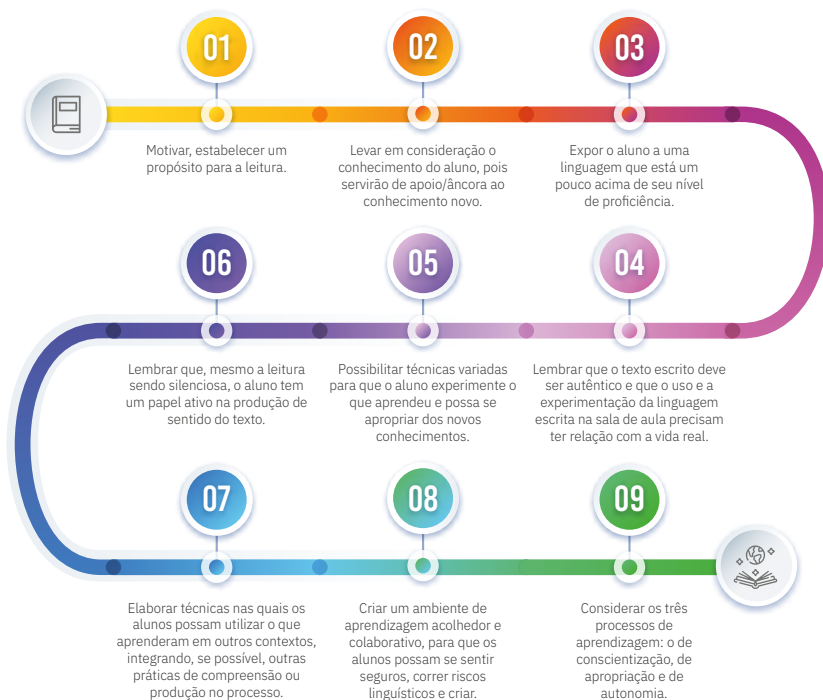 01
Motivar, estabelecer um
propósito para a leitura.
02
Levar em consideração o
conhecimento do aluno, pois
servirão de apoio/âncora ao
conhecimento novo.
03
Expor o aluno a uma
linguagem que está um
pouco acima de seu nível
de proficiência.
04
Lembrar que o texto escrito deve
ser autêntico e que o uso e a
experimentação da linguagem
escrita na sala de aula precisam
ter relação com a vida real.
05
Possibilitar técnicas variadas
para que o aluno experimente o
que aprendeu e possa se
apropriar dos novos
conhecimentos.
06
Lembrar que, mesmo a leitura
sendo silenciosa, o aluno tem
um papel ativo na produção de
sentido do texto.
07
Elaborar técnicas nas quais os
alunos possam utilizar o que
aprenderam em outros contextos,
integrando, se possível, outras
práticas de compreensão ou
produção no processo.
08
Criar um ambiente de
aprendizagem acolhedor e
colaborativo, para que os
alunos possam se sentir
seguros, correr riscos
linguísticos e criar.
09
Considerar os três
processos de
aprendizagem: o de
conscientização, de
apropriação e de
autonomia.